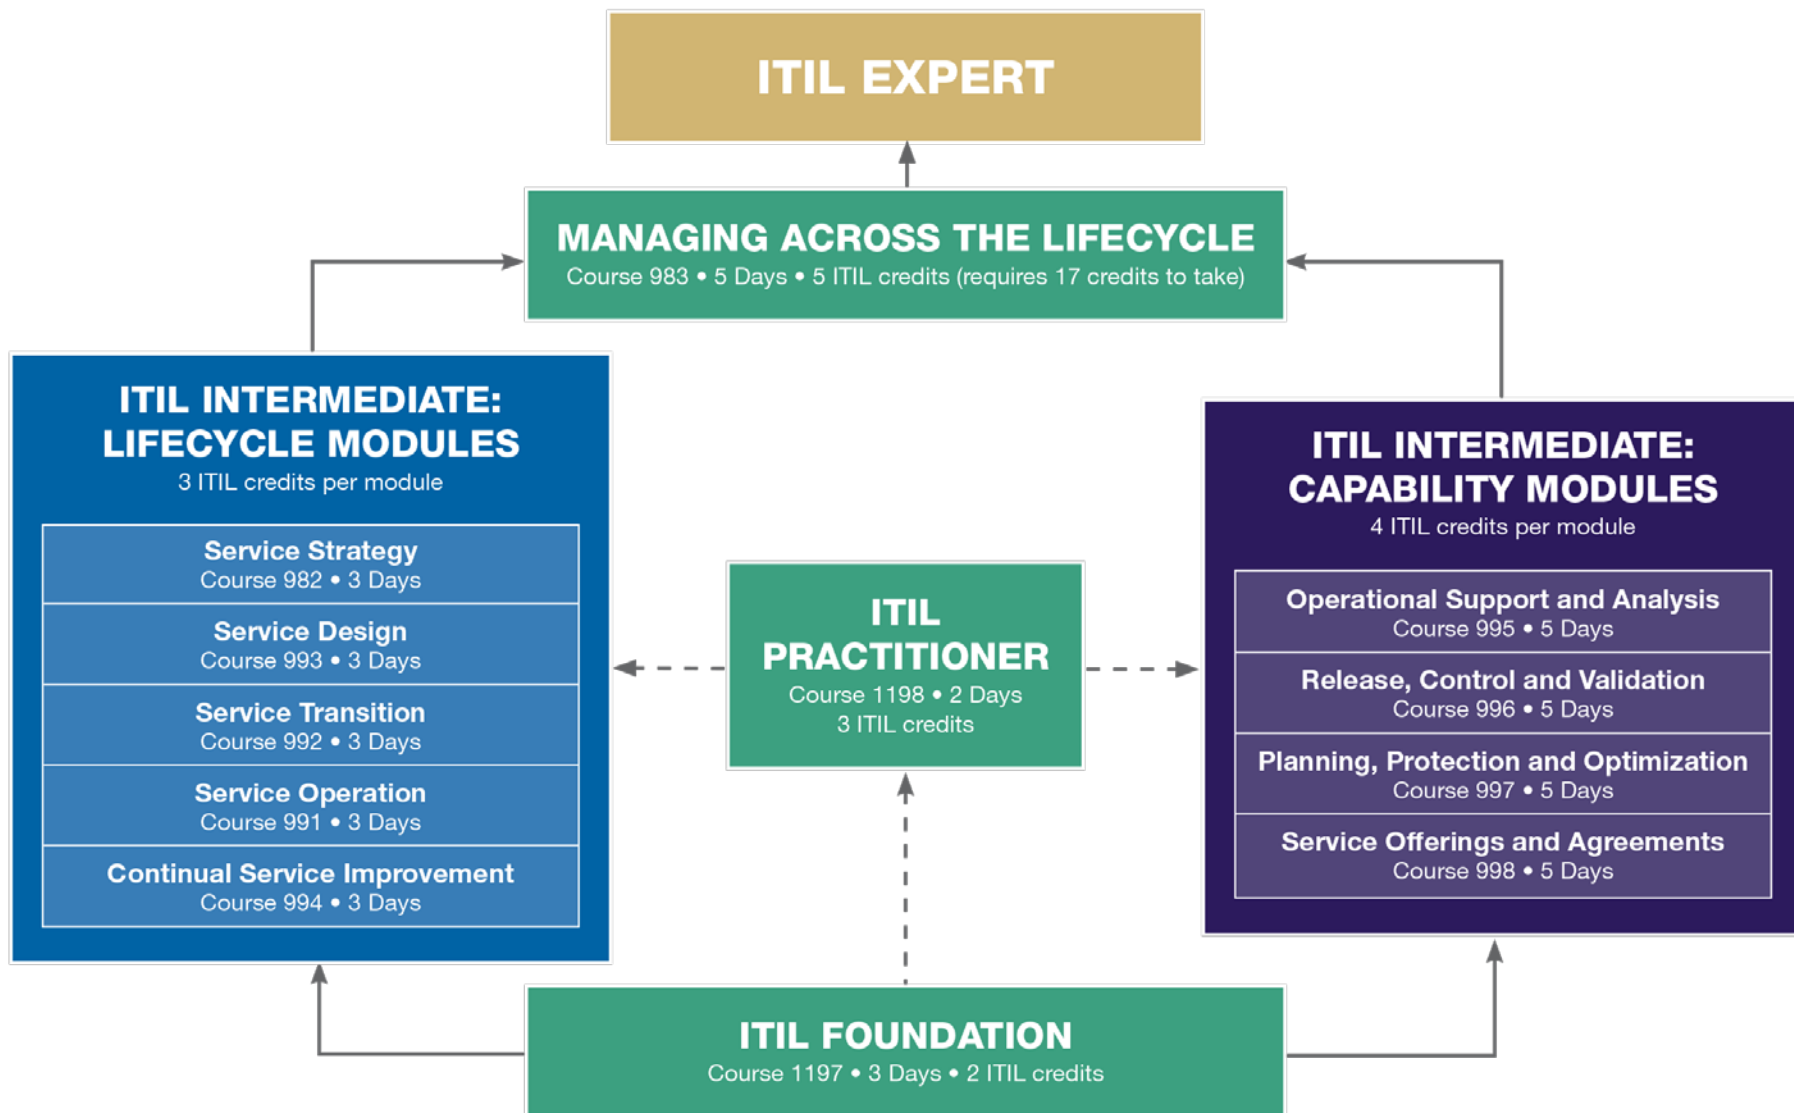 ITIL EXPERT
MANAGING ACROSS THE LIFECYCLE
Course 983 • 5 Days • 5 ITIL credits (requires 17 credits to take)
ITIL INTERMEDIATE:
LIFECYCLE MODULES
3 ITIL credits per module
Service Strategy
Course 982 • 3 Days
Service Design
Course 993 • 3 Days
Service Transition
Course 992 • 3 Days
Service Operation
Course 991 • 3 Days
Continual Service Improvement
Course 994 • 3 Days
ITIL
PRACTITIONER
Course 1198 • 2 Days
3 ITIL credits
ITIL INTERMEDIATE:
CAPABILITY MODULES
4 ITIL credits per module
Operational Support and Analysis
Course 995 • 5 Days
Release, Control and Validation
Course 996 • 5 Days
Planning, Protection and Optimization
Course 997 • 5 Days
Service Offerings and Agreements
Course 998 • 5 Days
ITIL FOUNDATION
Course 1197 • 3 Days • 2 ITIL credits